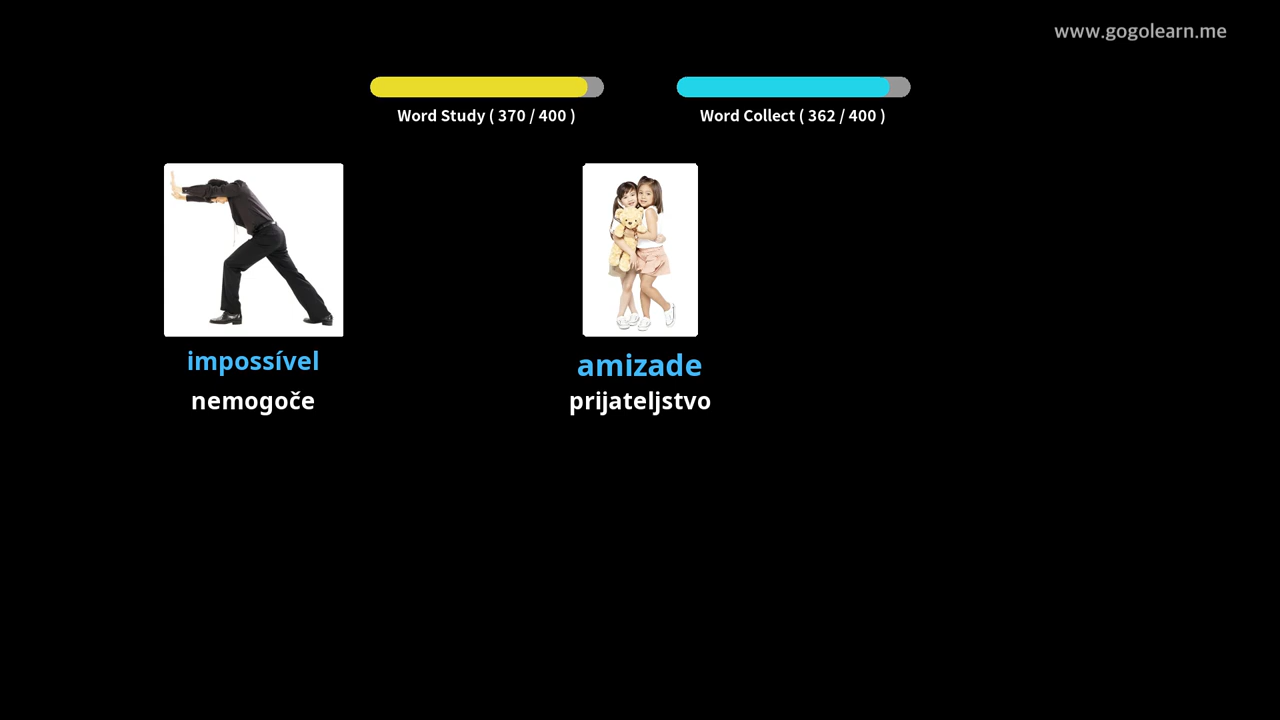 www.gogolearn.me
Word Study ( 370 / 400 )
Word Collect ( 362 / 400 )
impossível
nemogoče
amizade
prijateljstvo